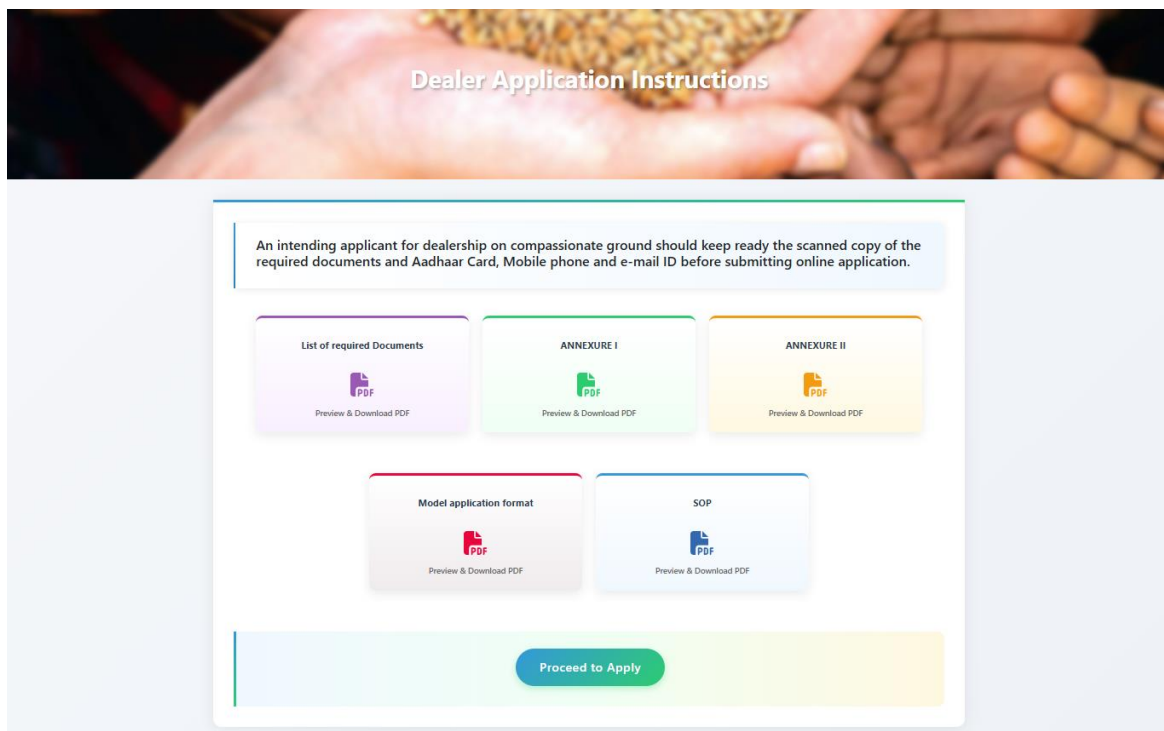 Dealer Application Instructions
An intending applicant for dealership on compassionate ground should keep ready the scanned copy of the
required documents and Aadhaar Card, Mobile phone and e-mail ID before submitting online application.
List of required Documents
PDF
Preview & Download PDF
ANNEXURE I
PDF
Preview & Download PDF
ANNEXURE II
PDF
Preview & Download PDF
Model application format
PDF
Preview & Download PDF
SOP
PDF
Preview & Download PDF
Proceed to Apply